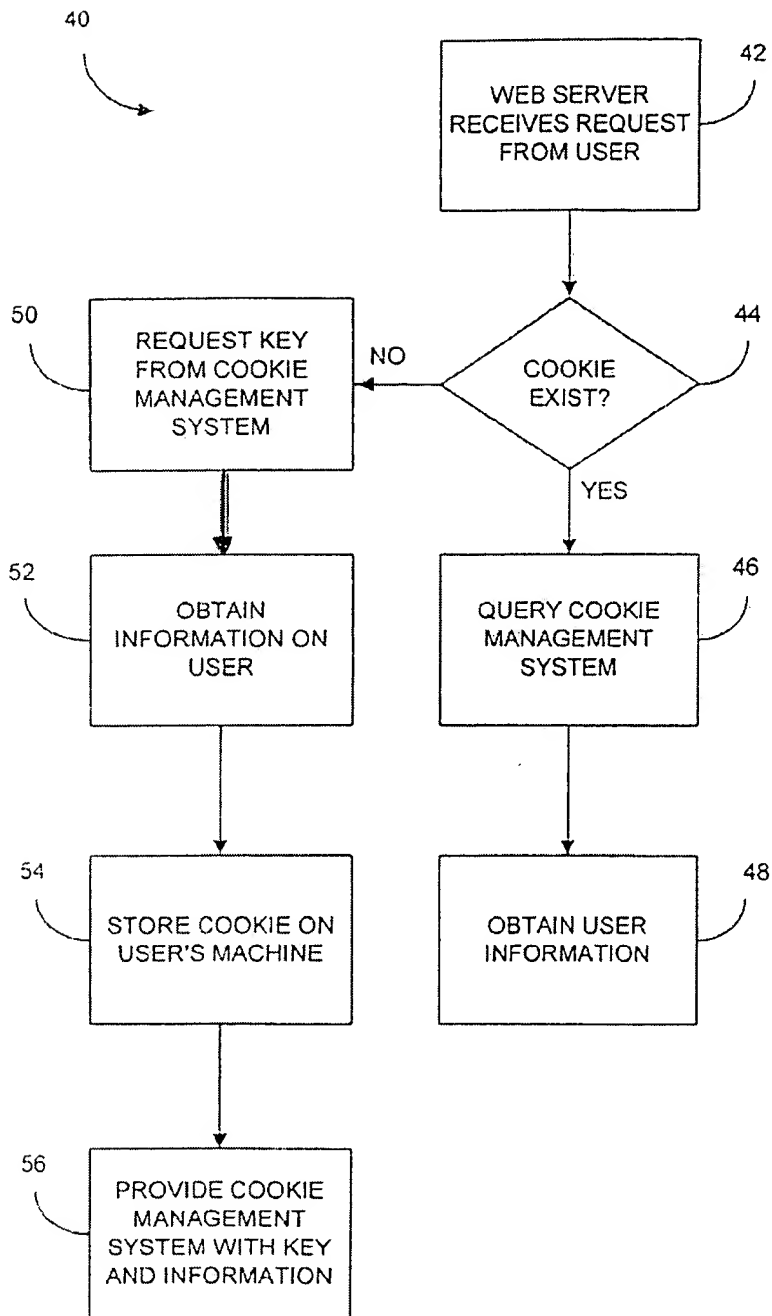 40
42
WEB SERVER
RECEIVES REQUEST
FROM USER
44
COOKIE
EXIST?
NO
YES
50
REQUEST KEY
FROM COOKIE
MANAGEMENT
SYSTEM
46
QUERY COOKIE
MANAGEMENT
SYSTEM
52
OBTAIN
INFORMATION ON
USER
48
OBTAIN USER
INFORMATION
54
STORE COOKIE ON
USER'S MACHINE
56
PROVIDE COOKIE
MANAGEMENT
SYSTEM WITH KEY
AND INFORMATION